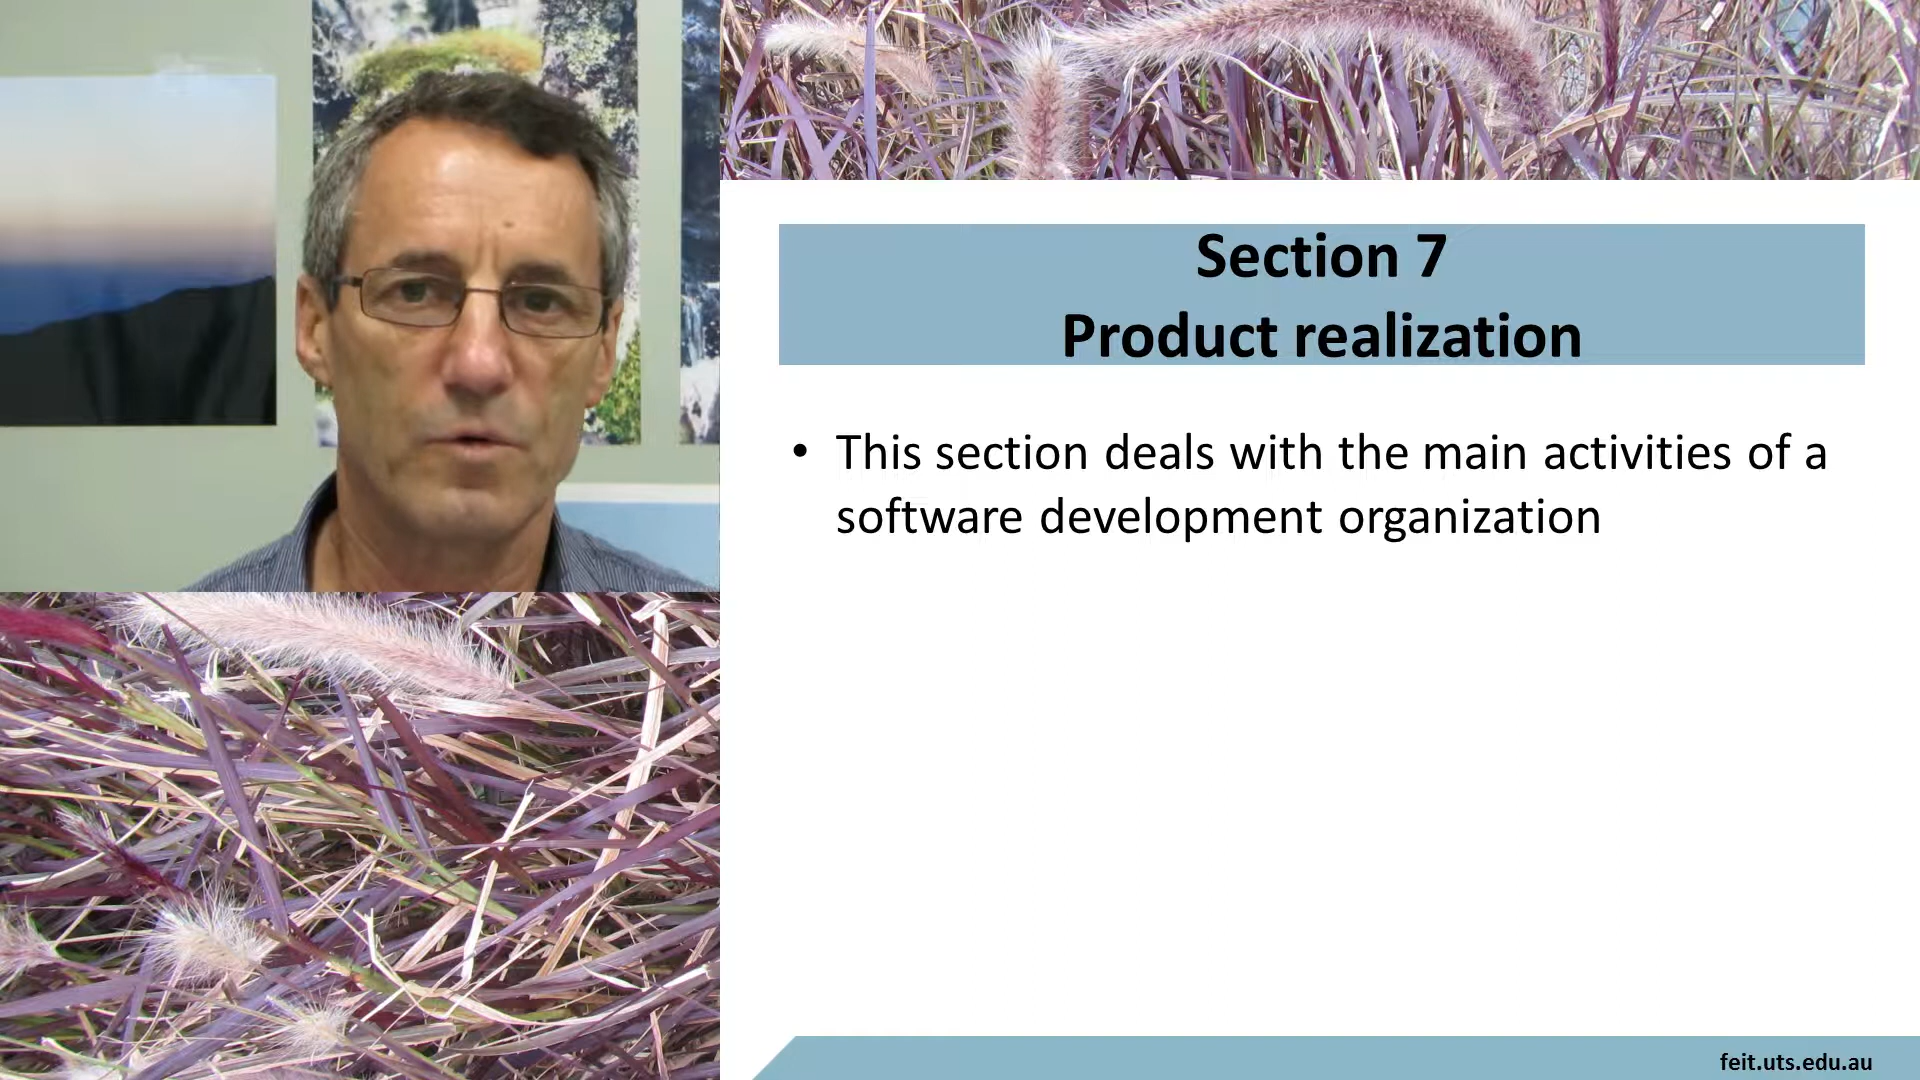 Section 7
Product realization
• This section deals with the main activities of a
software development organization
feit.uts.edu.au